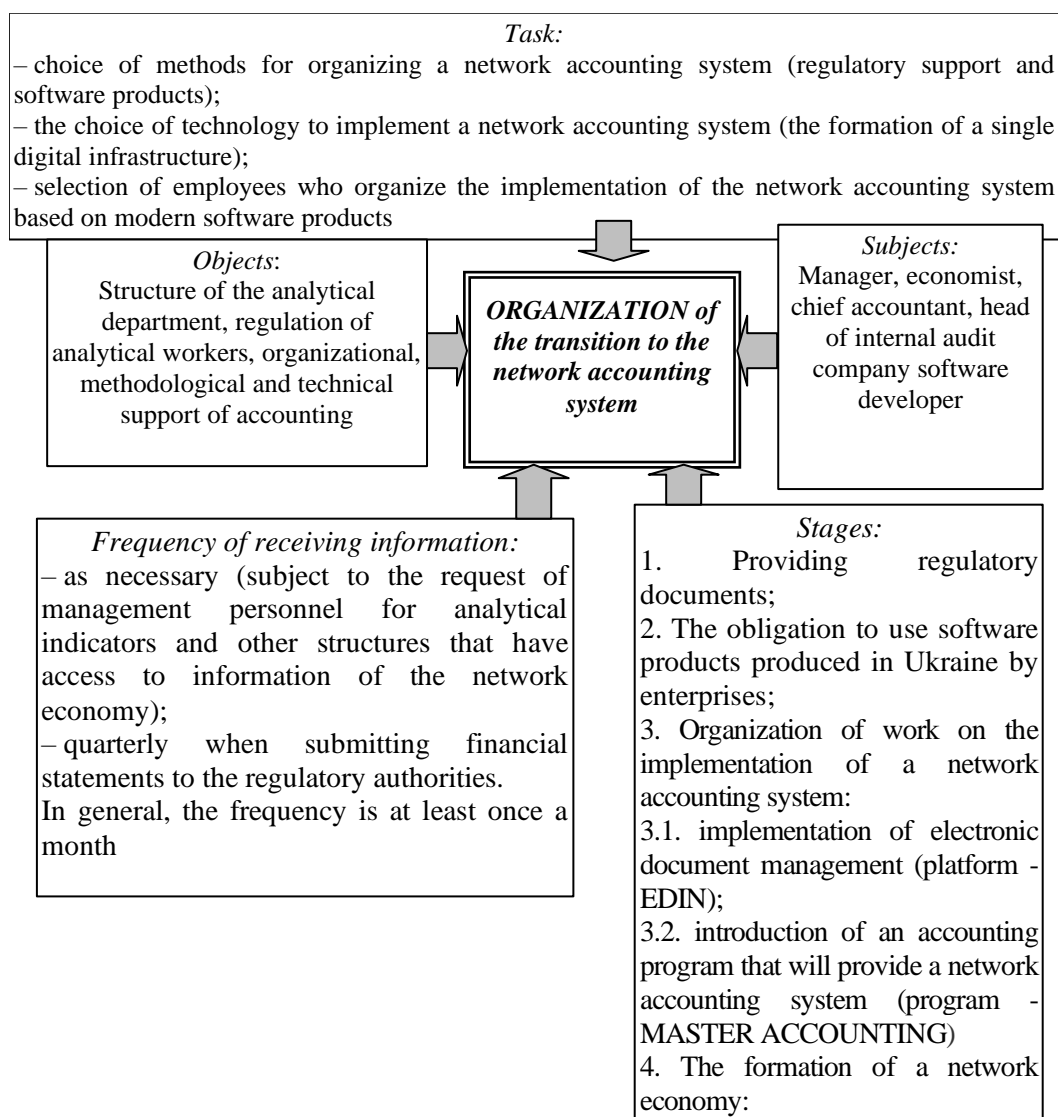 Task:
– choice of methods for organizing a network accounting system (regulatory support and
software products);
– the choice of technology to implement a network accounting system (the formation of a single
digital infrastructure);
– selection of employees who organize the implementation of the network accounting system
based on modern software products
Objects:
Structure of the analytical
department, regulation of
analytical workers, organizational,
methodological and technical
support of accounting
ORGANIZATION of
the transition to the
network accounting
system
Subjects:
Manager, economist,
chief accountant, head
of internal audit
company software
developer
Frequency of receiving information:
– as necessary (subject to the request of
management personnel for analytical
indicators and other structures that have
access to information of the network
economy);
– quarterly when submitting financial
statements to the regulatory authorities.
In general, the frequency is at least once a
month
Stages:
1. Providing regulatory
documents;
2. The obligation to use software
products produced in Ukraine by
enterprises;
3. Organization of work on the
implementation of a network
accounting system:
3.1. implementation of electronic
document management (platform -
EDIN);
3.2. introduction of an accounting
program that will provide a network
accounting system (program -
MASTER ACCOUNTING)
4. The formation of a network
economy: